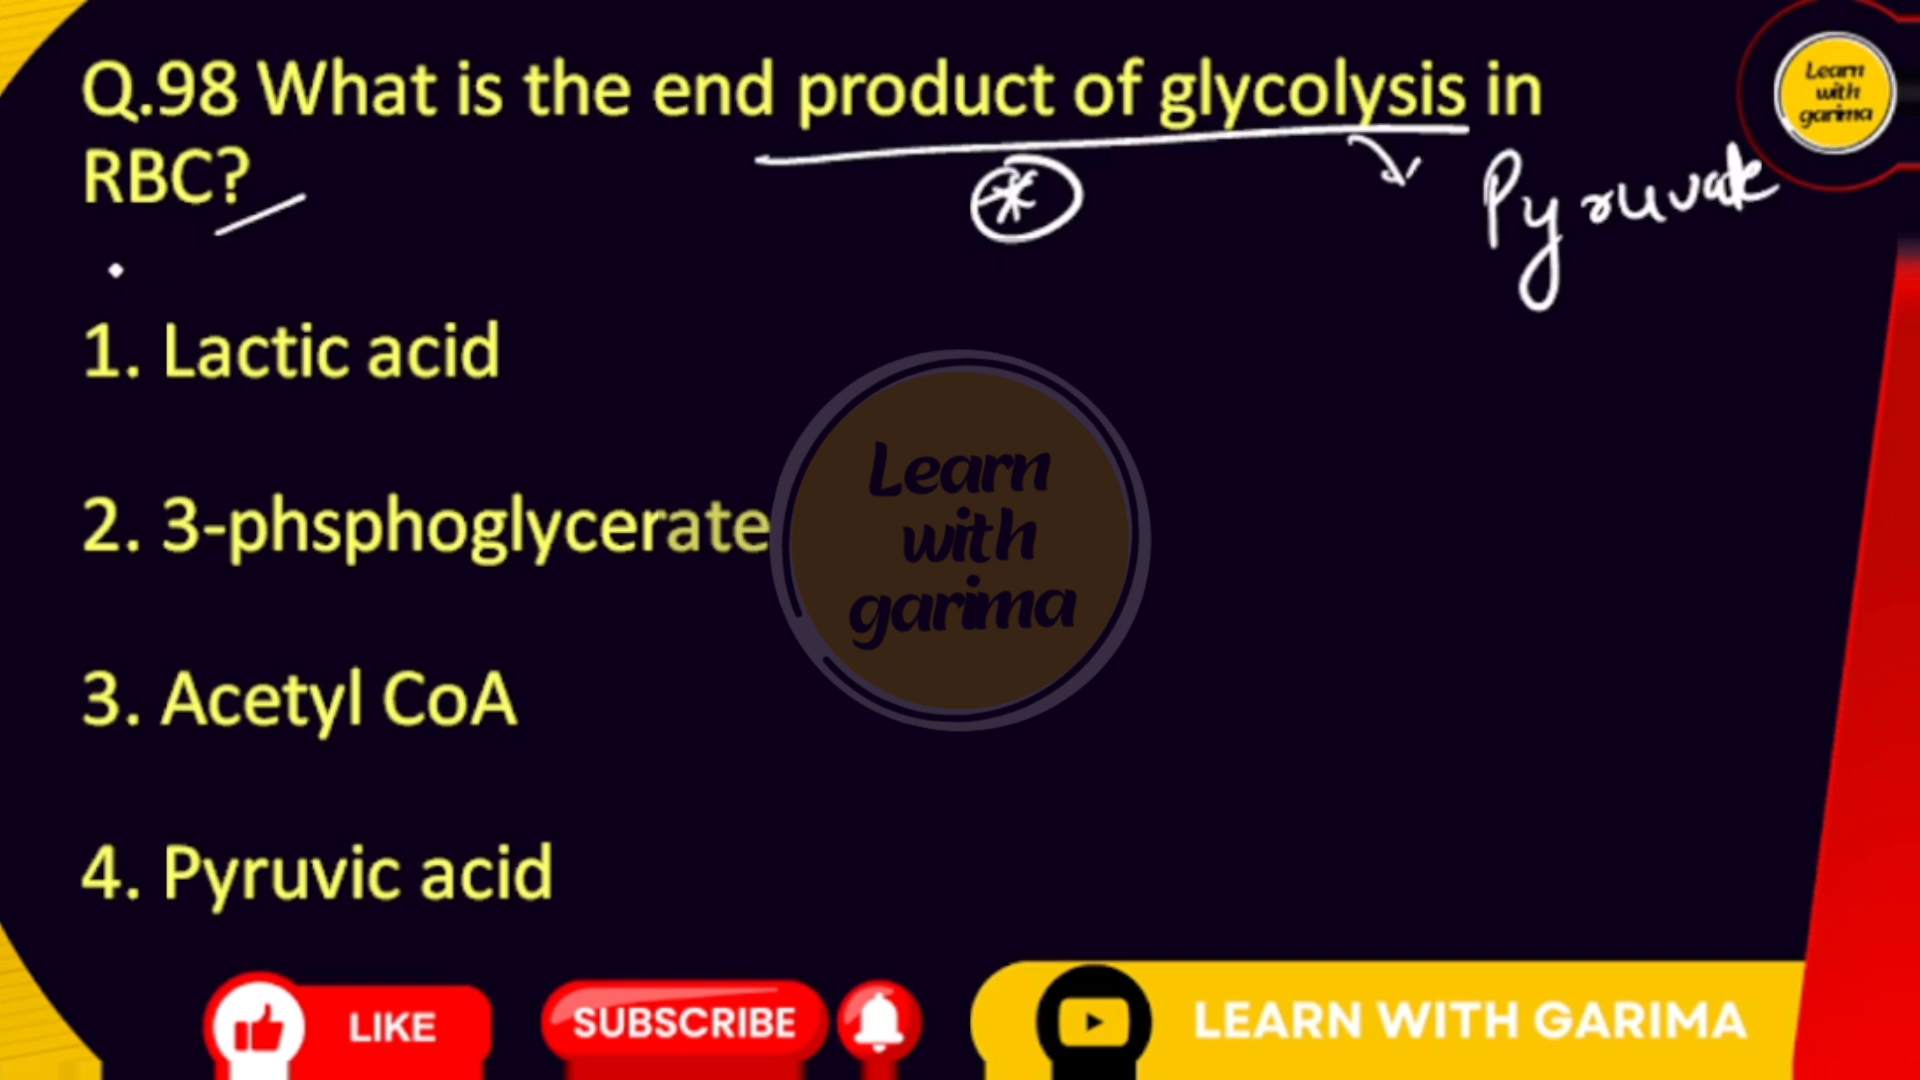 Q.98 What is the end product of glycolysis in
RBC?
Pyruvate
1. Lactic acid
2. 3-phsphoglycerate
3. Acetyl CoA
4. Pyruvic acid
Learn
with
garima
Learn
with
garima
LIKE
SUBSCRIBE
LEARN WITH GARIMA